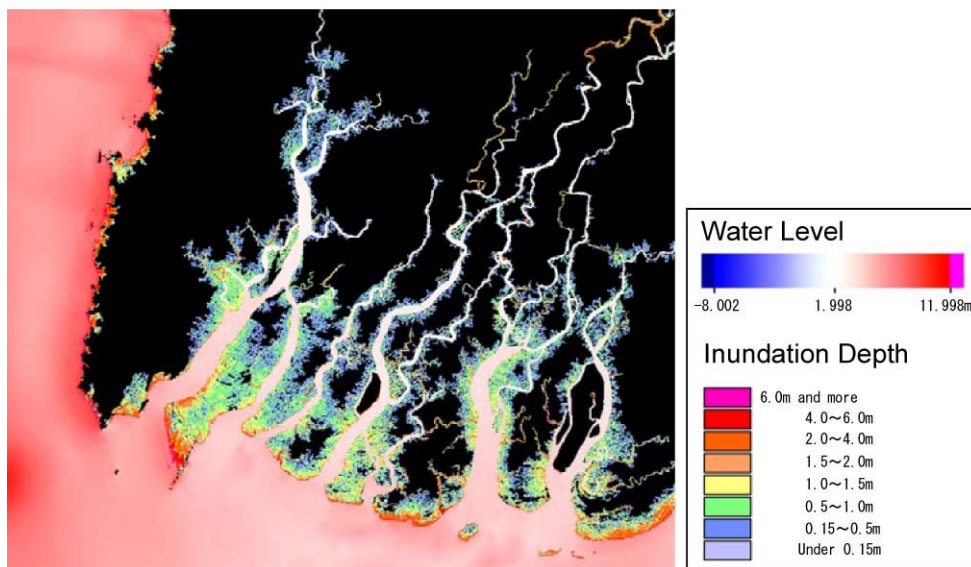 Water Level
-8.002 1.998 11.998m
Inundation Depth
6.0m and more
4.0～6.0m
2.0～4.0m
1.5～2.0m
1.0～1.5m
0.5～1.0m
0.15～0.5m
Under 0.15m